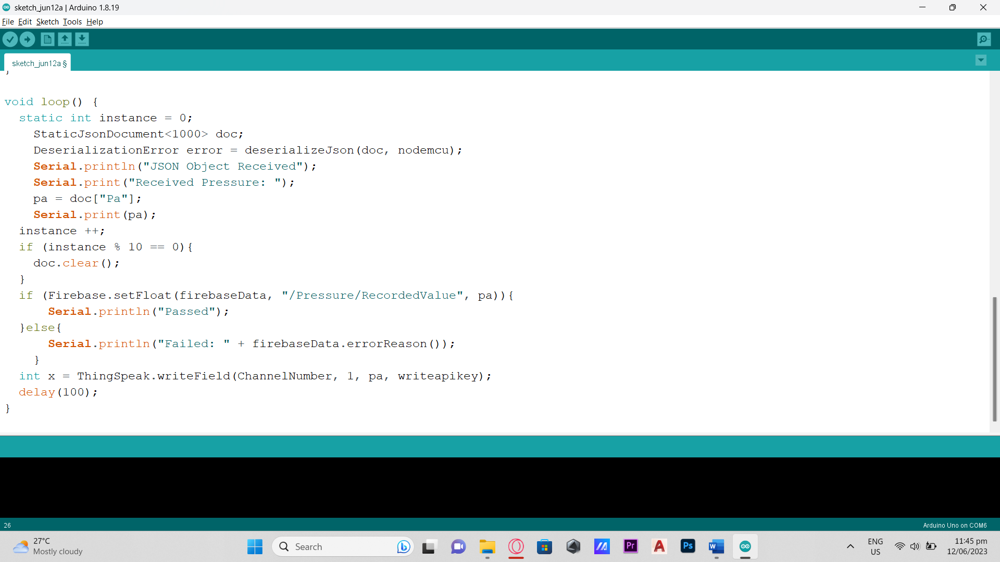 sketch_jun12a | Arduino 1.8.19
File Edit Sketch Tools Help
sketch_jun12a §
}
void loop() {
  static int instance = 0;
    StaticJsonDocument<1000> doc;
    DeserializationError error = deserializeJson(doc, nodemcu);
    Serial.println("JSON Object Received");
    Serial.print("Received Pressure: ");
    pa = doc["Pa"];
    Serial.print(pa);
  instance ++;
  if (instance % 10 == 0){
    doc.clear();
  }
  if (Firebase.setFloat(firebaseData, "/Pressure/RecordedValue", pa)){
      Serial.println("Passed");
  }else{
      Serial.println("Failed: " + firebaseData.errorReason());
    }
  int x = ThingSpeak.writeField(ChannelNumber, 1, pa, writeapikey);
  delay(100);
}
26
Arduino Uno on COM6
27°C
Mostly cloudy
Search
Pr
Ps
W
ENG
US
11:45 pm
12/06/2023